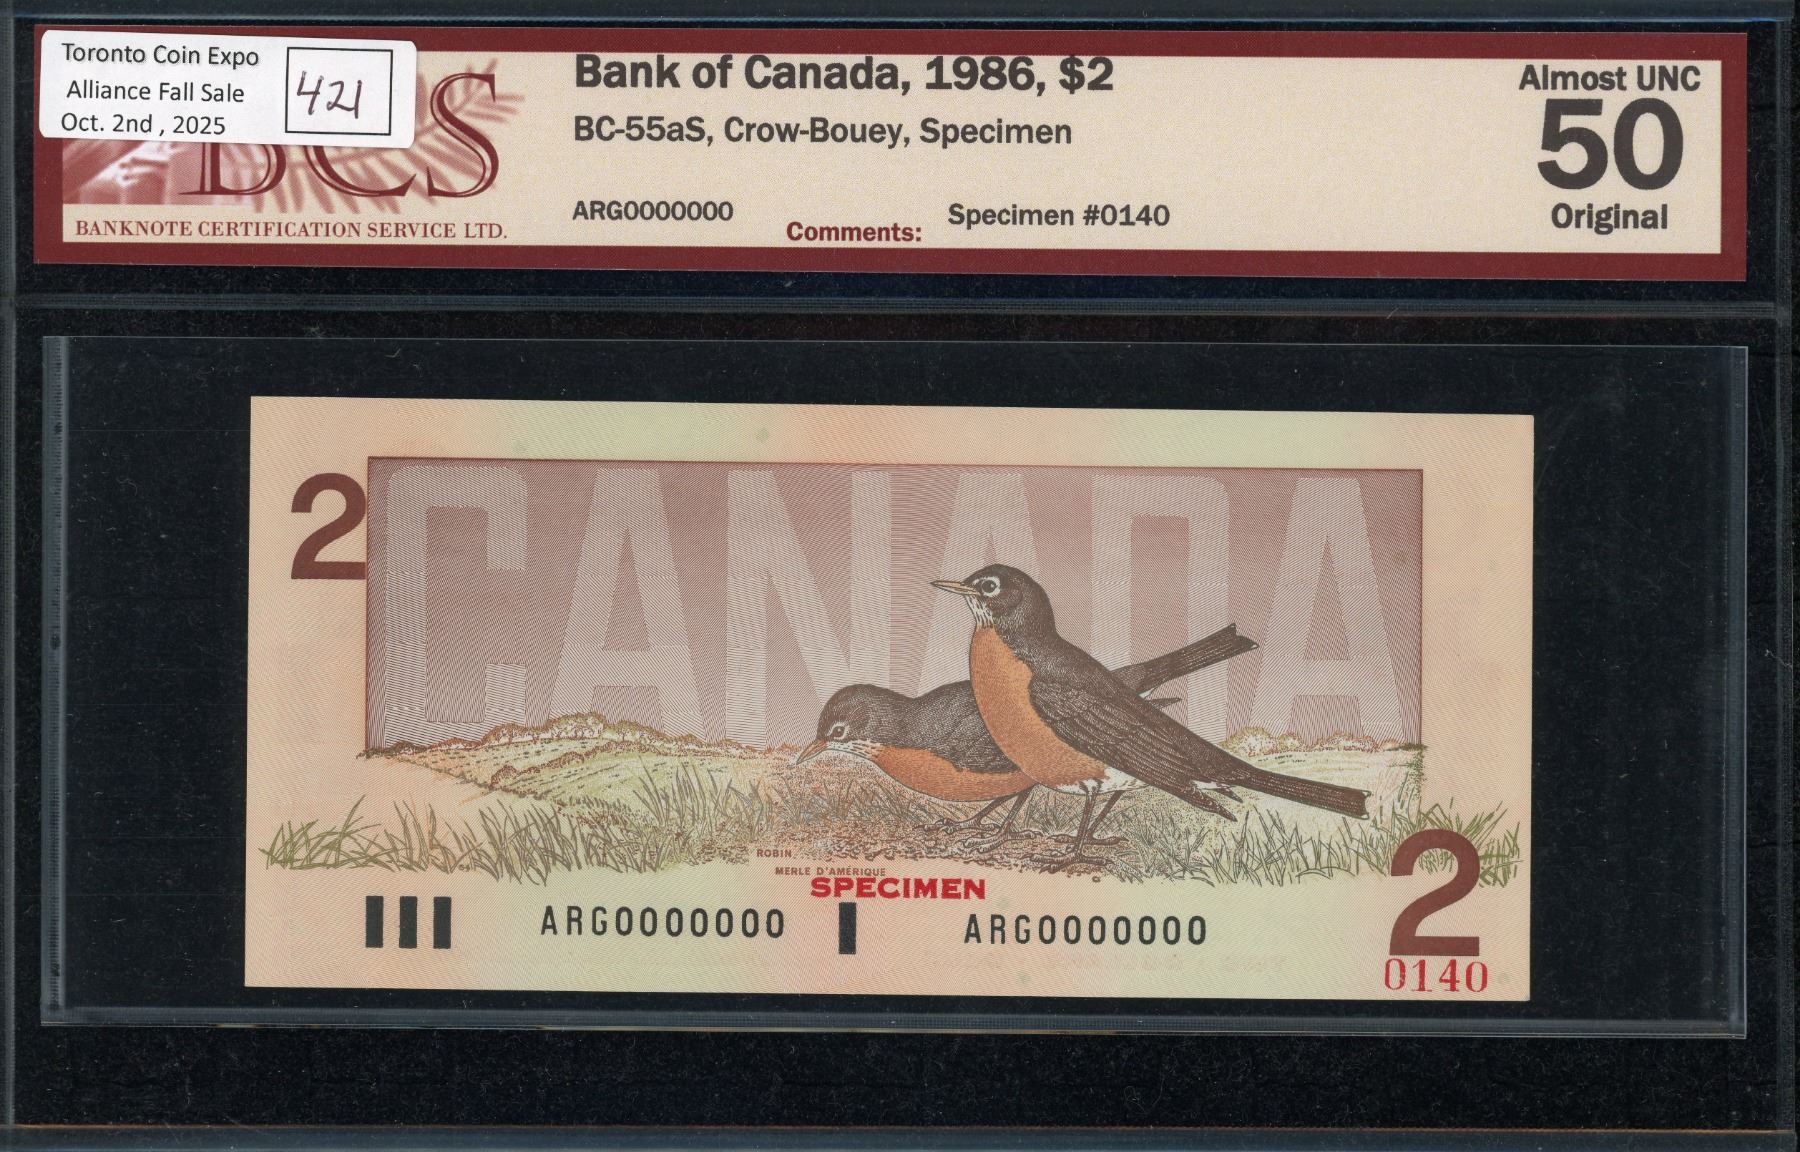 Toronto Coin Expo
Alliance Fall Sale
Oct. 2nd , 2025
421
BCS
BANKNOTE CERTIFICATION SERVICE LTD.
Bank of Canada, 1986, $2
BC-55aS, Crow-Bouey, Specimen
ARG0000000
Comments:
Specimen #0140
Almost UNC
50
Original
2
CANADA
ROBIN
MERLE D'AMÉRIQUE
SPECIMEN
ARG0000000
ARG0000000
2
0140